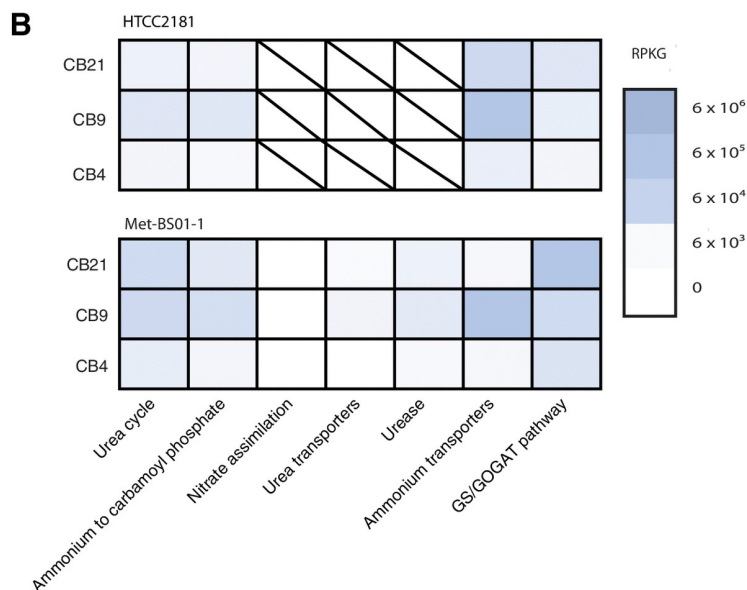 B
HTCC2181
CB21
CB9
CB4
Met-BS01-1
CB21
CB9
CB4
Urea cycle
Ammonium to carbamoyl phosphate
Nitrate assimilation
Urea transporters
Urease
Ammonium transporters
GS/GOGAT pathway
RPKG
6 x 10⁶
6 x 10⁵
6 x 10⁴
6 x 10³
0